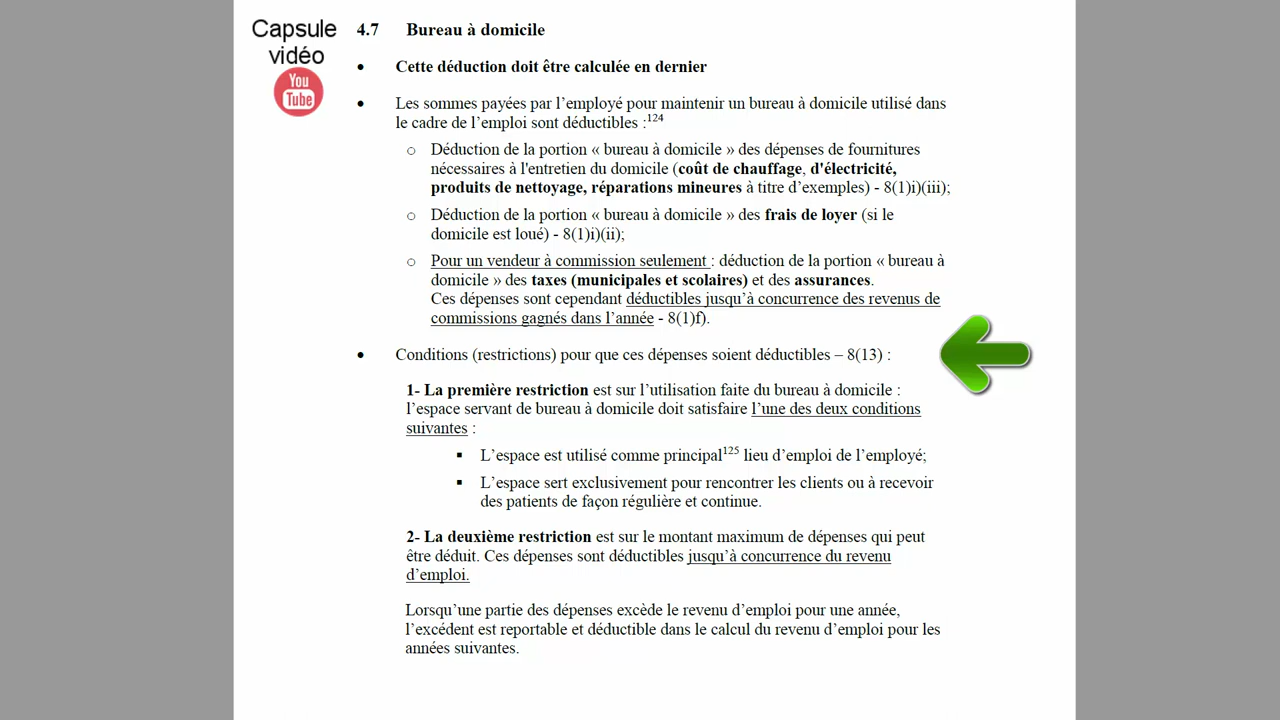 Capsule
vidéo
You
Tube
4.7 Bureau à domicile
• Cette déduction doit être calculée en dernier
• Les sommes payées par l’employé pour maintenir un bureau à domicile utilisé dans
le cadre de l’emploi sont déductibles :124
o Déduction de la portion « bureau à domicile » des dépenses de fournitures
nécessaires à l'entretien du domicile (coût de chauffage, d'électricité,
produits de nettoyage, réparations mineures à titre d’exemples) - 8(1)i)(iii);
o Déduction de la portion « bureau à domicile » des frais de loyer (si le
domicile est loué) - 8(1)i)(ii);
o Pour un vendeur à commission seulement : déduction de la portion « bureau à
domicile » des taxes (municipales et scolaires) et des assurances.
Ces dépenses sont cependant déductibles jusqu’à concurrence des revenus de
commissions gagnés dans l’année - 8(1)f).
• Conditions (restrictions) pour que ces dépenses soient déductibles – 8(13) :
1- La première restriction est sur l’utilisation faite du bureau à domicile :
l’espace servant de bureau à domicile doit satisfaire l’une des deux conditions
suivantes :
▪ L’espace est utilisé comme principal125 lieu d’emploi de l’employé;
▪ L’espace sert exclusivement pour rencontrer les clients ou à recevoir
des patients de façon régulière et continue.
2- La deuxième restriction est sur le montant maximum de dépenses qui peut
être déduit. Ces dépenses sont déductibles jusqu’à concurrence du revenu
d’emploi.
Lorsqu’une partie des dépenses excède le revenu d’emploi pour une année,
l’excédent est reportable et déductible dans le calcul du revenu d’emploi pour les
années suivantes.